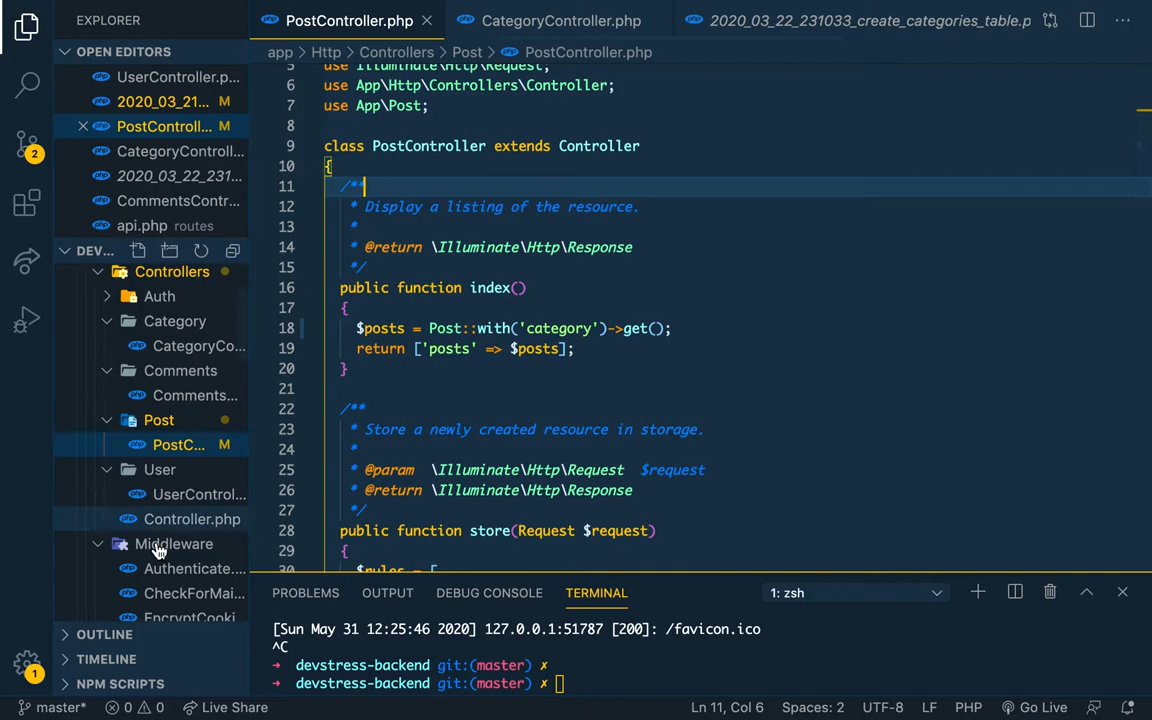 EXPLORER
OPEN EDITORS
UserController.p...
2020_03_21... M
PostControll... M
CategoryControll...
2020_03_22_231...
CommentsContr...
api.php routes
DEV...
Controllers
Auth
Category
CategoryCo...
Comments
Comments...
Post
PostC... M
User
UserControl...
Controller.php
Middleware
Authenticate....
CheckForMai...
EncryptCooki...
OUTLINE
TIMELINE
NPM SCRIPTS
2
1
PostController.php
CategoryController.php
2020_03_22_231033_create_categories_table.p
app > Http > Controllers > Post > PostController.php
5 use Illuminate\Http\Request;
6 use App\Http\Controllers\Controller;
7 use App\Post;
8
9 class PostController extends Controller
10 {
11 /**
12 * Display a listing of the resource.
13 *
14 * @return \Illuminate\Http\Response
15 */
16 public function index()
17 {
18 $posts = Post::with('category')->get();
19 return ['posts' => $posts];
20 }
21
22 /**
23 * Store a newly created resource in storage.
24 *
25 * @param \Illuminate\Http\Request $request
26 * @return \Illuminate\Http\Response
27 */
28 public function store(Request $request)
29 {
30 $rules = [
PROBLEMS OUTPUT DEBUG CONSOLE TERMINAL 1: zsh
[Sun May 31 12:25:46 2020] 127.0.0.1:51787 [200]: /favicon.ico
^C
→ devstress-backend git:(master) ✗
→ devstress-backend git:(master) ✗
master* 0 0 Live Share Ln 11, Col 6 Spaces: 2 UTF-8 LF PHP Go Live